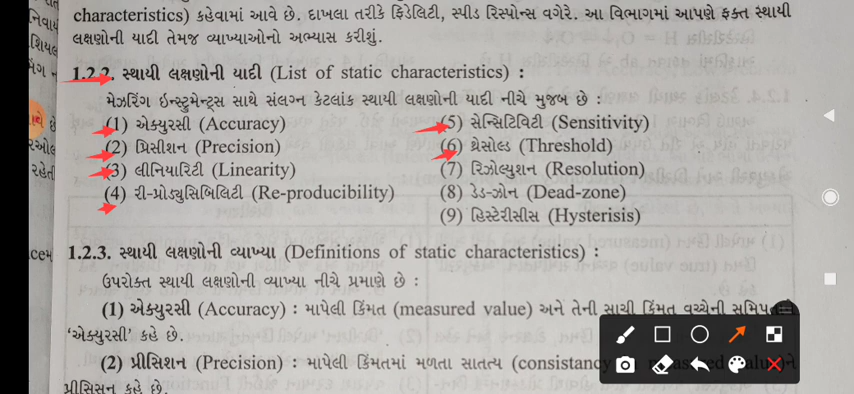 characteristics) કહેવામાં આવે છે. દાખલા તરીકે ફિડેલિટી, સ્પીડ રિસ્પોન્સ વગેરે. આ વિભાગમાં આપણે ફક્ત સ્થાયી
લક્ષણોની યાદી તેમજ વ્યાખ્યાઓનો અભ્યાસ કરીશું.
1.2.2. સ્થાયી લક્ષણોની યાદી (List of static characteristics) :
મેઝરિંગ ઇન્સ્ટ્રુમેન્ટ્સ સાથે સંલગ્ન કેટલાંક સ્થાયી લક્ષણોની યાદી નીચે મુજબ છે :
(1) એક્યુરસી (Accuracy)
(2) પ્રિસીશન (Precision)
(3) લીનિયારિટી (Linearity)
(4) રી-પ્રોડ્યુસિબિલિટી (Re-producibility)
(5) સેન્સિટિવિટી (Sensitivity)
(6) થ્રેસોલ્ડ (Threshold)
(7) રિઝોલ્યુશન (Resolution)
(8) ડેડ-ઝોન (Dead-zone)
(9) હિસ્ટેરીસીસ (Hysterisis)
1.2.3. સ્થાયી લક્ષણોની વ્યાખ્યા (Definitions of static characteristics) :
ઉપરોક્ત સ્થાયી લક્ષણોની વ્યાખ્યા નીચે પ્રમાણે છે :
(1) એક્યુરસી (Accuracy) : માપેલી કિંમત (measured value) અને તેની સાચી કિંમત વચ્ચેની
‘એક્યુરસી’ કહે છે.
(2) પ્રીસિશન (Precision) : માપેલી કિંમતમાં મળતા સાતત્ય (consistancy
પ્રીસિસન કહે છે.